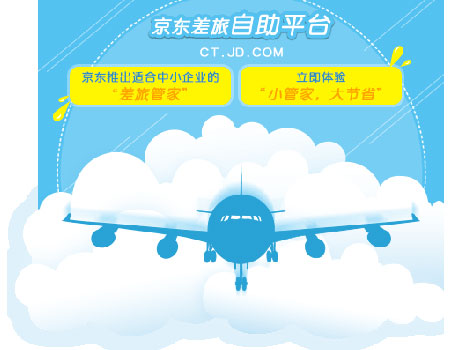 京东差旅自助平台
CT.JD.COM
京东推出适合中小企业的
“差旅管家”
立即体验
“小管家，大节省”